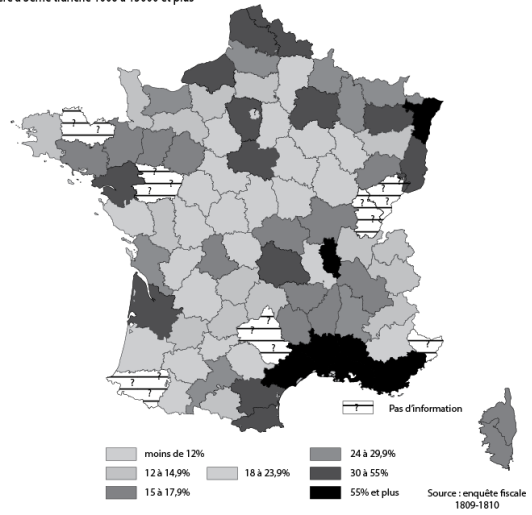 Pas d'information
moins de 12%
12 à 14,9%
15 à 17,9%
18 à 23,9%
24 à 29,9%
30 à 55%
55% et plus
Source : enquête fiscale
1809-1810